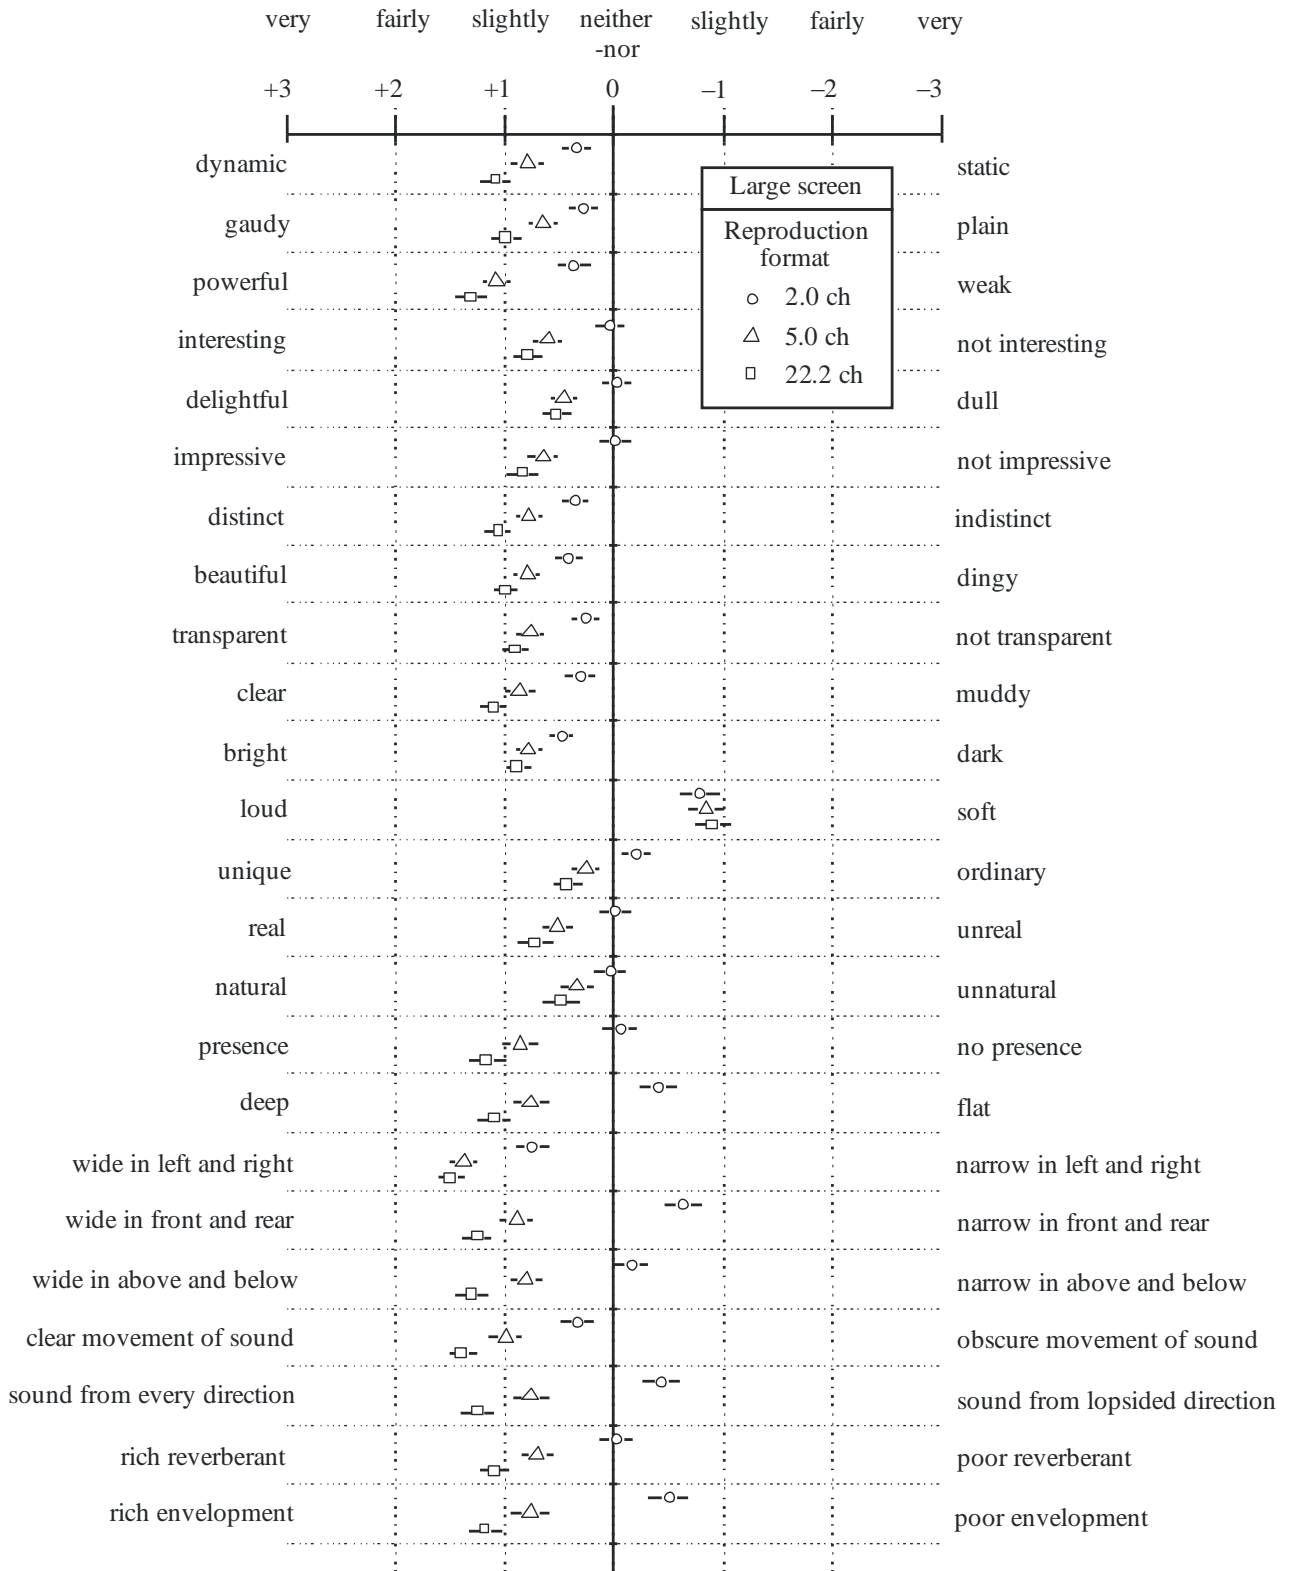 very fairly slightly neither slightly fairly very
-nor
+3 +2 +1 0 –1 –2 –3
dynamic static
Large screen
gaudy plain
Reproduction
format
powerful weak
2.0 ch
interesting not interesting
5.0 ch
22.2 ch
delightful dull
impressive not impressive
distinct indistinct
beautiful dingy
transparent not transparent
clear muddy
bright dark
loud soft
unique ordinary
real unreal
natural unnatural
presence no presence
deep flat
wide in left and right narrow in left and right
wide in front and rear narrow in front and rear
wide in above and below narrow in above and below
clear movement of sound obscure movement of sound
sound from every direction sound from lopsided direction
rich reverberant poor reverberant
rich envelopment poor envelopment